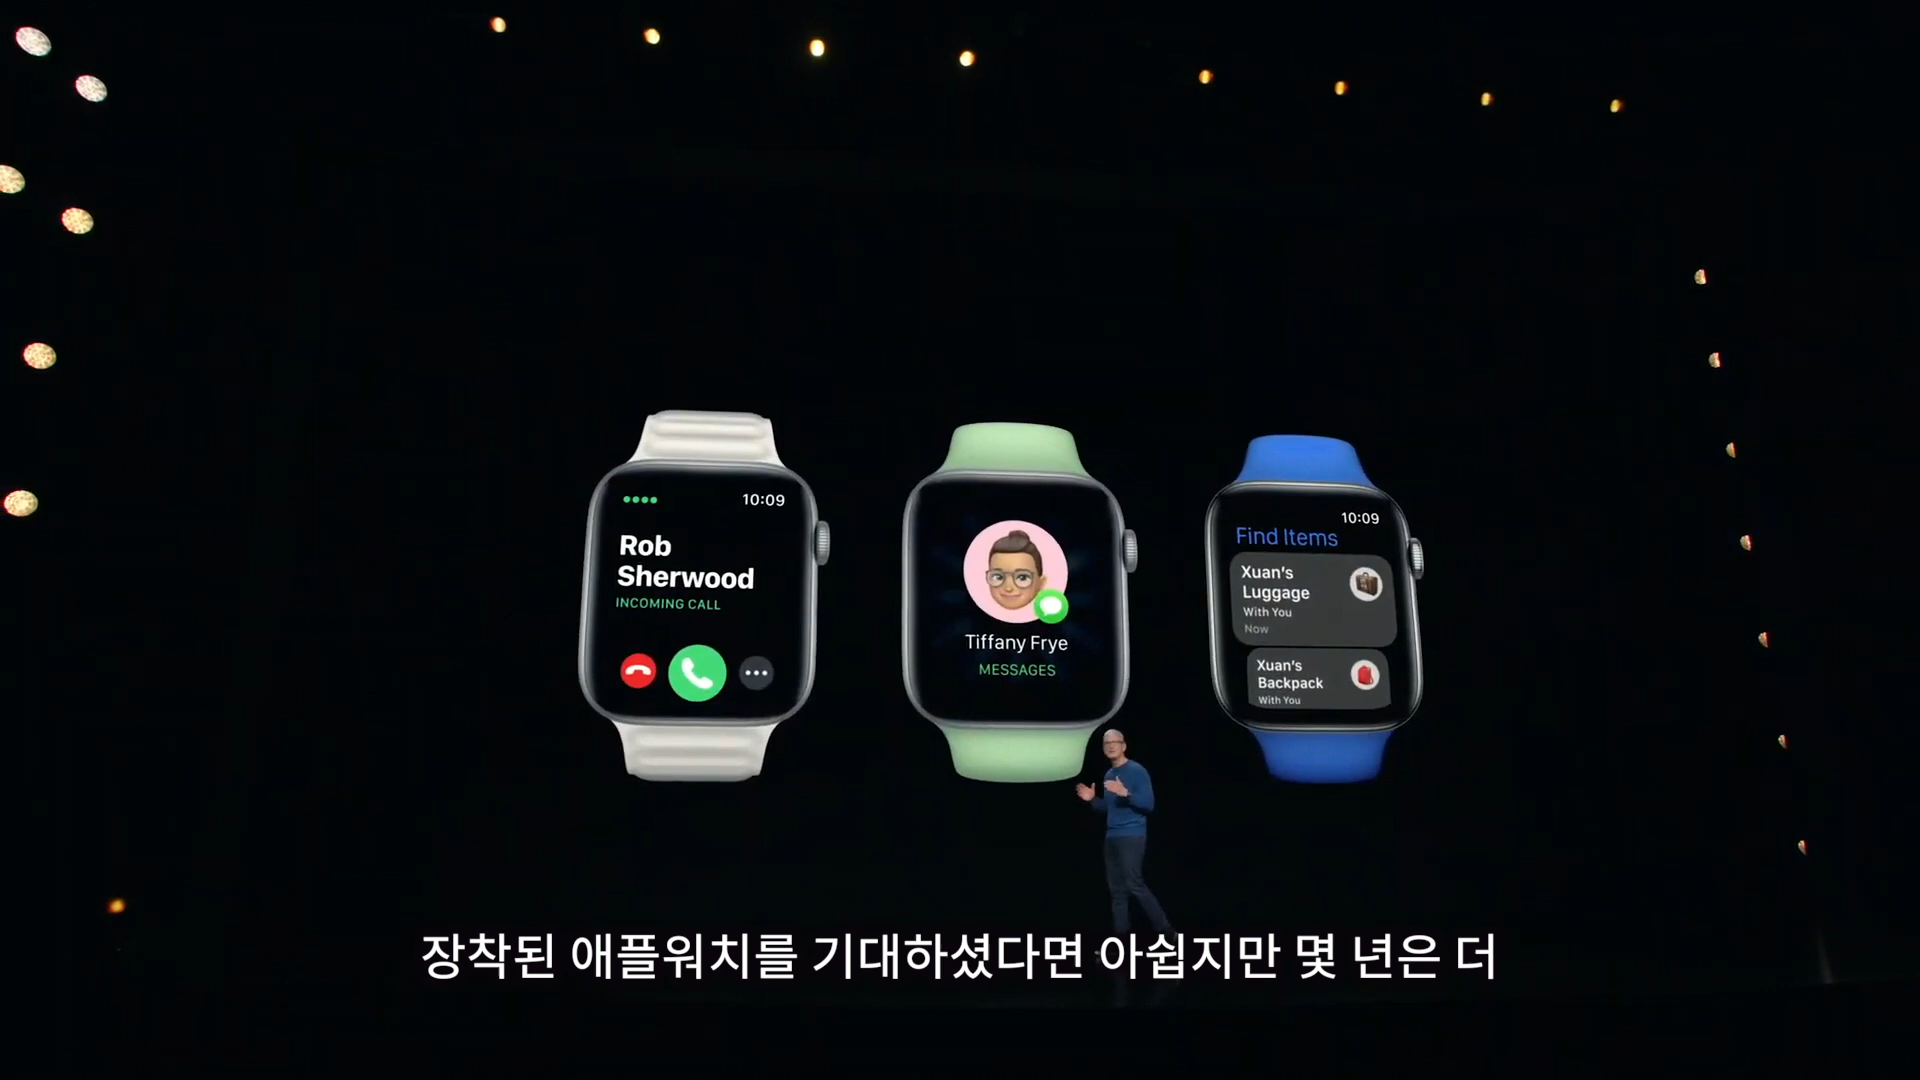 10:09
Rob
Sherwood
INCOMING CALL
Tiffany Frye
MESSAGES
10:09
Find Items
Xuan's
Luggage
With You
Now
Xuan's
Backpack
With You
장착된 애플워치를 기대하셨다면 아쉽지만 몇 년은 더